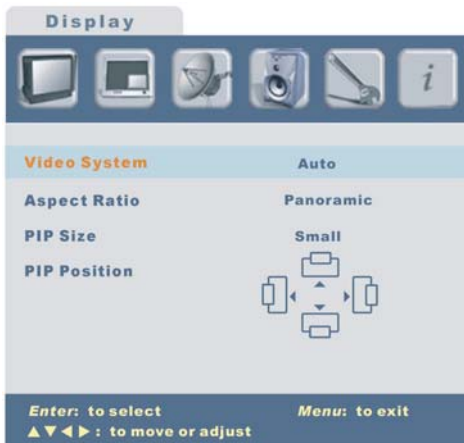 Display
i
Video System Auto
Aspect Ratio Panoramic
PIP Size Small
PIP Position
Enter: to select Menu: to exit
▲▼◀▶: to move or adjust